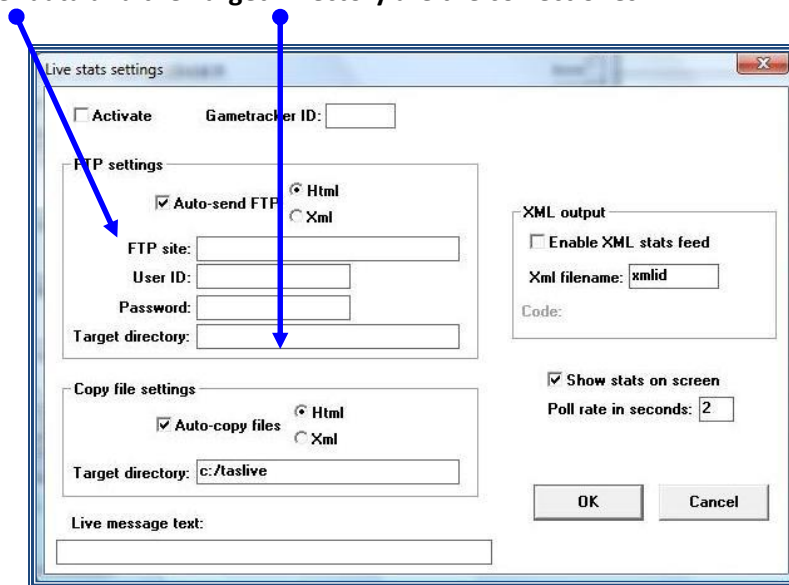 Live stats settings
Activate Gametracker ID:
FTP settings
Auto-send FTP Html
Xml
FTP site:
User ID:
Password:
Target directory:
XML output
Enable XML stats feed
Xml filename: xmlid
Code:
Copy file settings
Auto-copy files Html
Xml
Target directory: c:/taslive
Show stats on screen
Poll rate in seconds: 2
OK Cancel
Live message text: